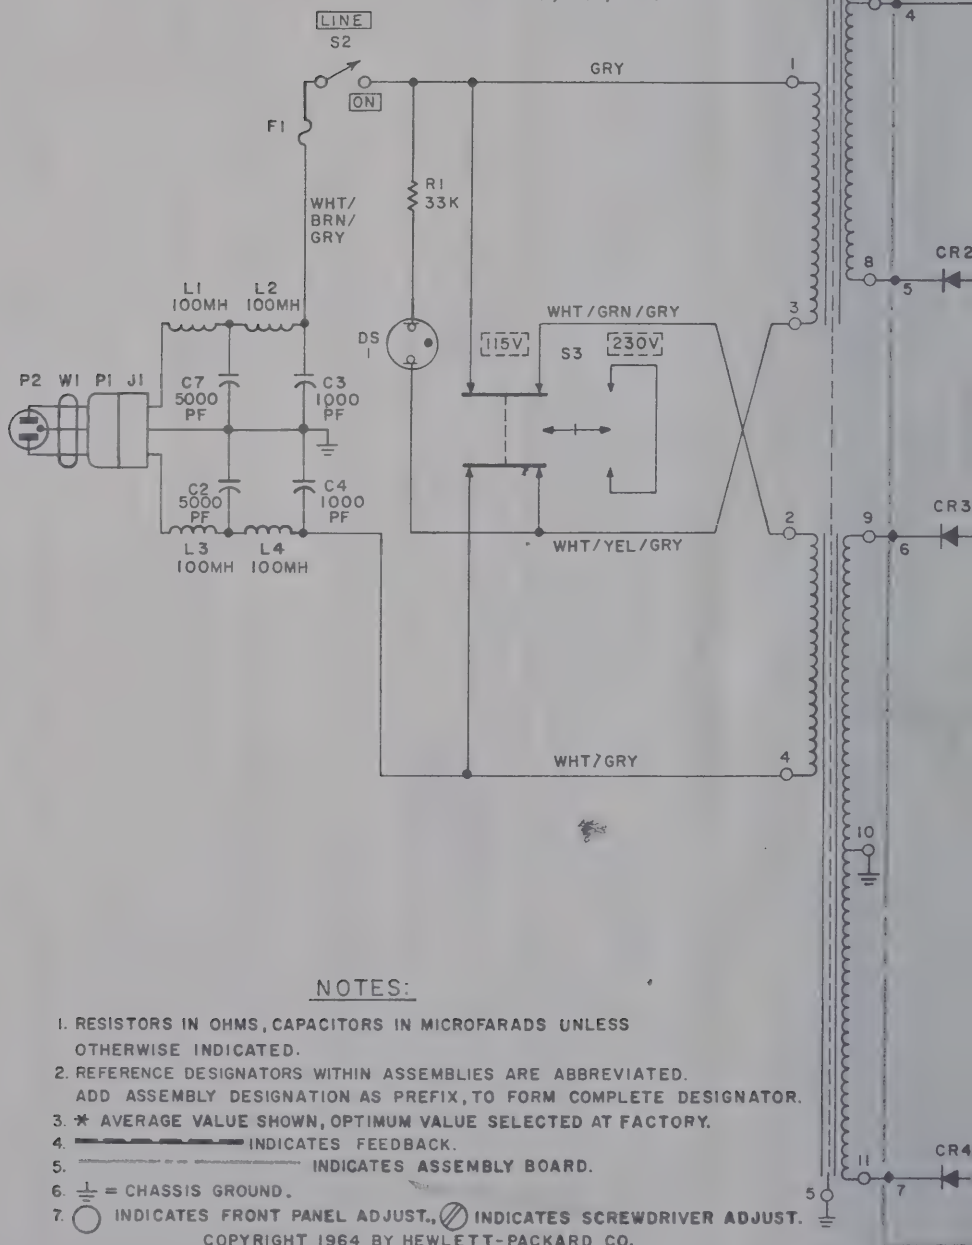 LINE
S2
ON
F1
GRY
1
4
R1
33K
WHT/
BRN/
GRY
8
5
CR2
L1
100MH
L2
100MH
3
WHT/GRN/GRY
DS
1
115V
S3
230V
P2 W1 P1 J1
C7
5000
PF
C3
1000
PF
C2
5000
PF
C4
1000
PF
L3
100MH
L4
100MH
WHT/YEL/GRY
2
9
6
CR3
WHT/GRY
4
10
11
7
CR4
5
NOTES:
1. RESISTORS IN OHMS, CAPACITORS IN MICROFARADS UNLESS
OTHERWISE INDICATED.
2. REFERENCE DESIGNATORS WITHIN ASSEMBLIES ARE ABBREVIATED.
ADD ASSEMBLY DESIGNATION AS PREFIX, TO FORM COMPLETE DESIGNATOR.
3. * AVERAGE VALUE SHOWN, OPTIMUM VALUE SELECTED AT FACTORY.
4. INDICATES FEEDBACK.
5. INDICATES ASSEMBLY BOARD.
6. = CHASSIS GROUND.
7. INDICATES FRONT PANEL ADJUST., INDICATES SCREWDRIVER ADJUST.
COPYRIGHT 1964 BY HEWLETT-PACKARD CO.